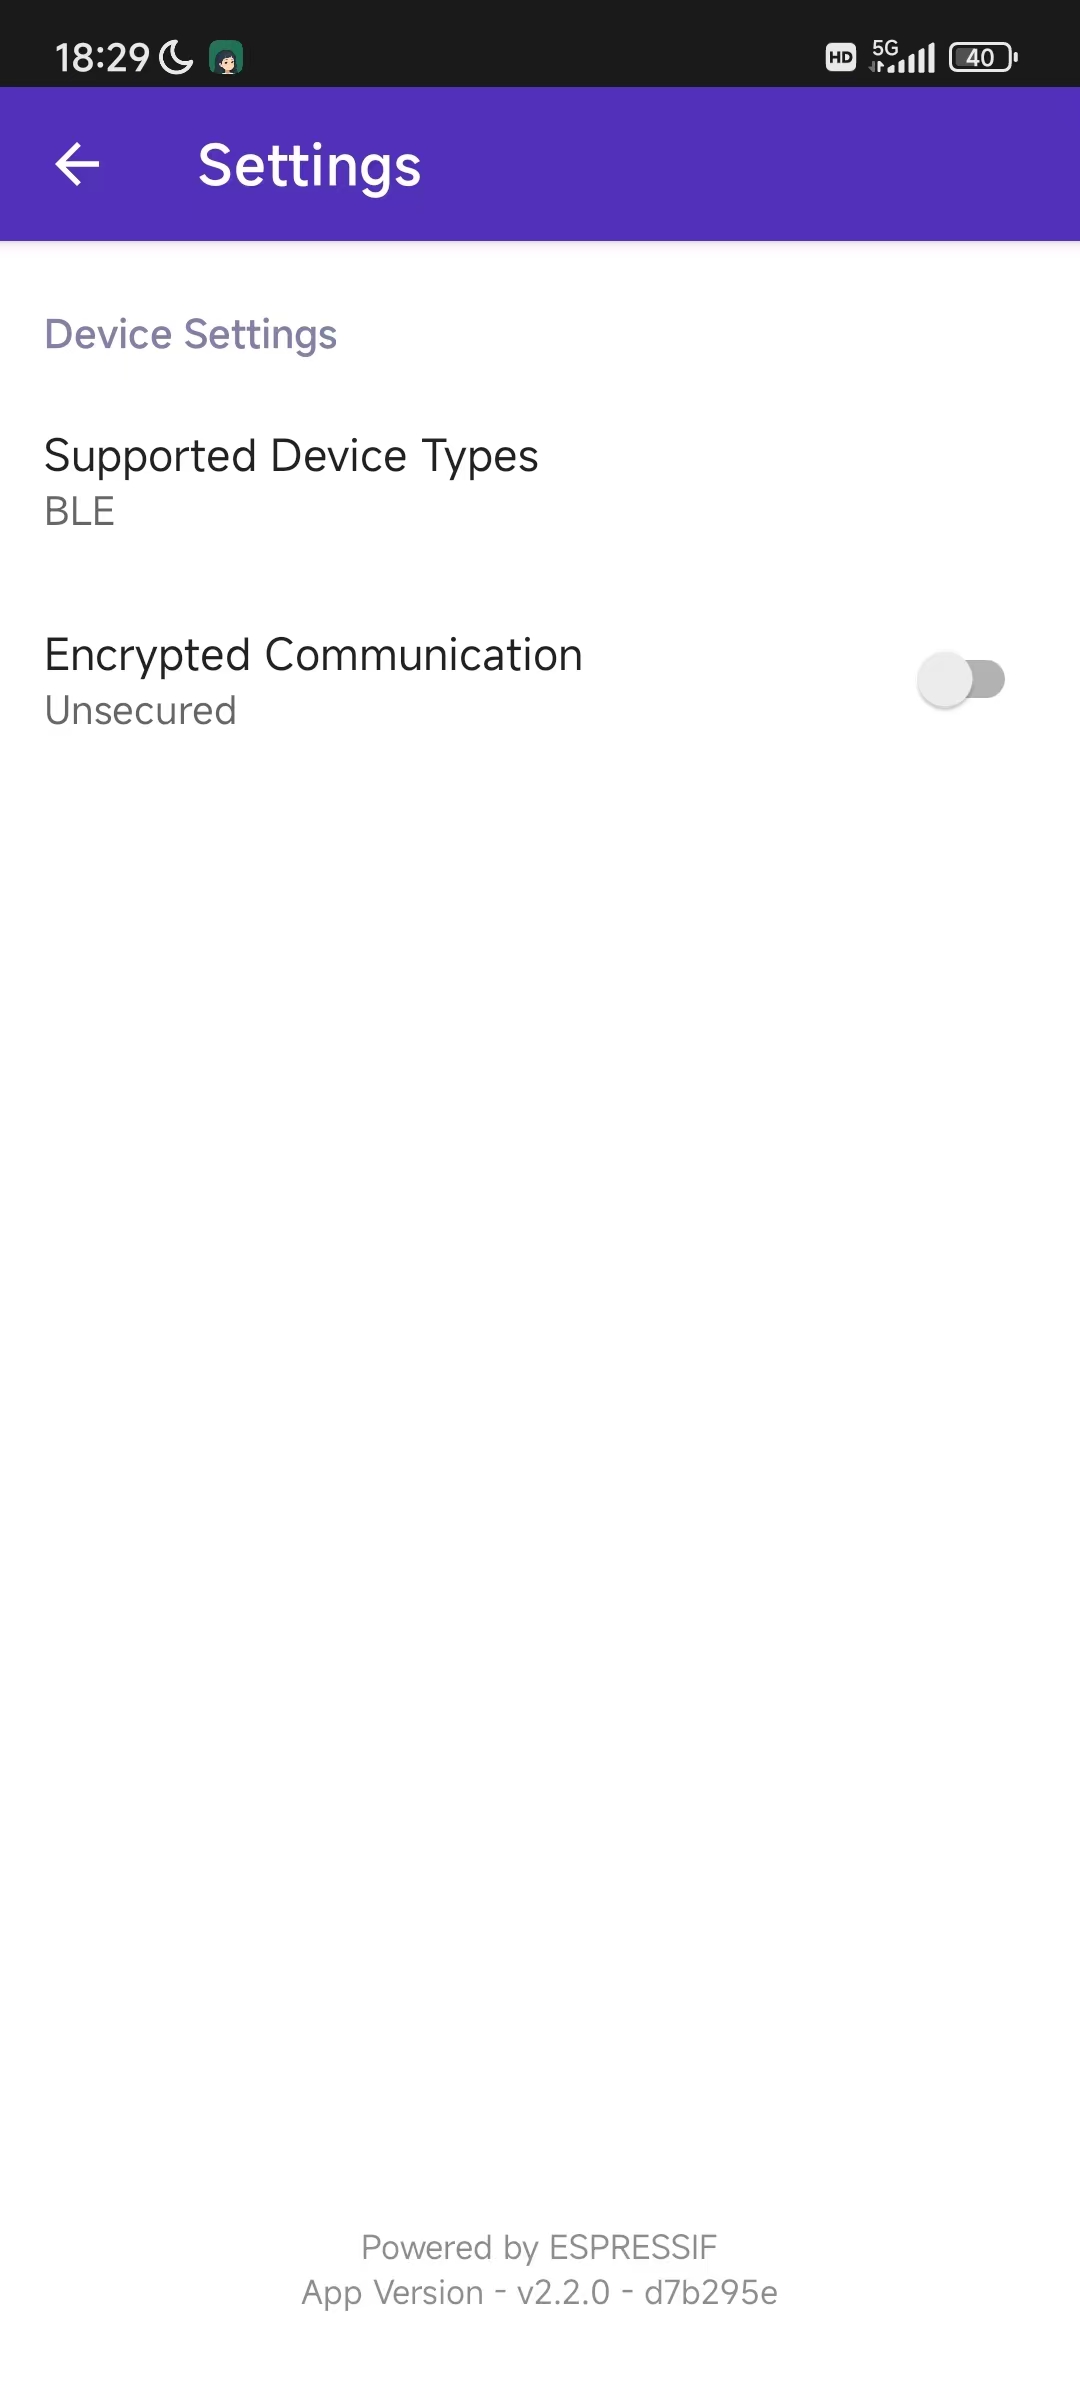 18:29 HD 5G 40
Settings
Device Settings
Supported Device Types
BLE
Encrypted Communication
Unsecured
Powered by ESPRESSIF
App Version - v2.2.0 - d7b295e